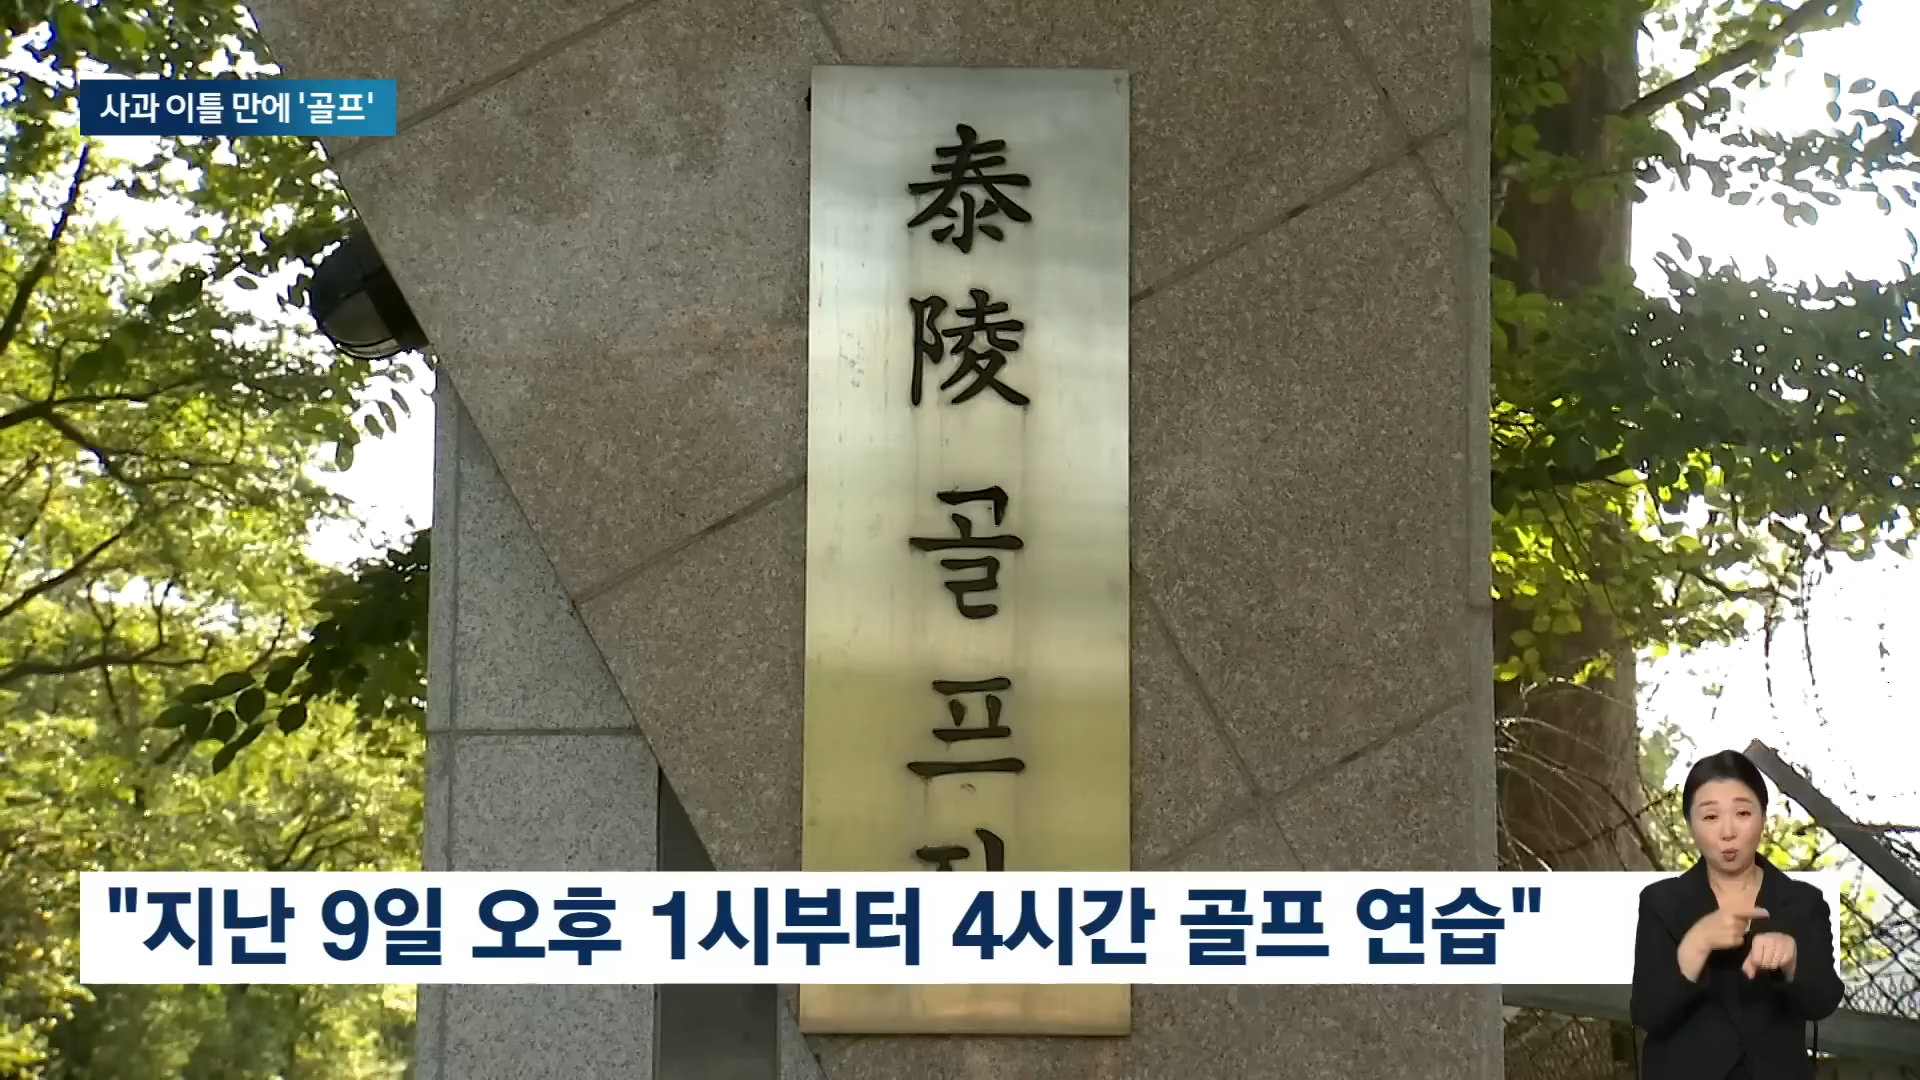 사과 이틀 만에 '골프'
泰陵골프장
"지난 9일 오후 1시부터 4시간 골프 연습"